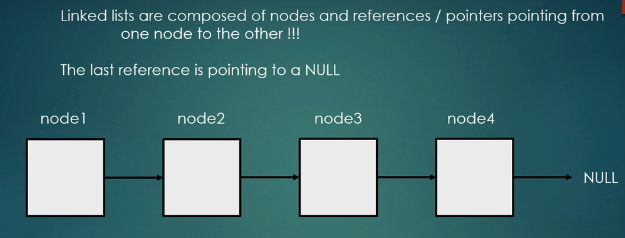 Linked lists are composed of nodes and references / pointers pointing from
one node to the other !!!
The last reference is pointing to a NULL
node1 node2 node3 node4
NULL